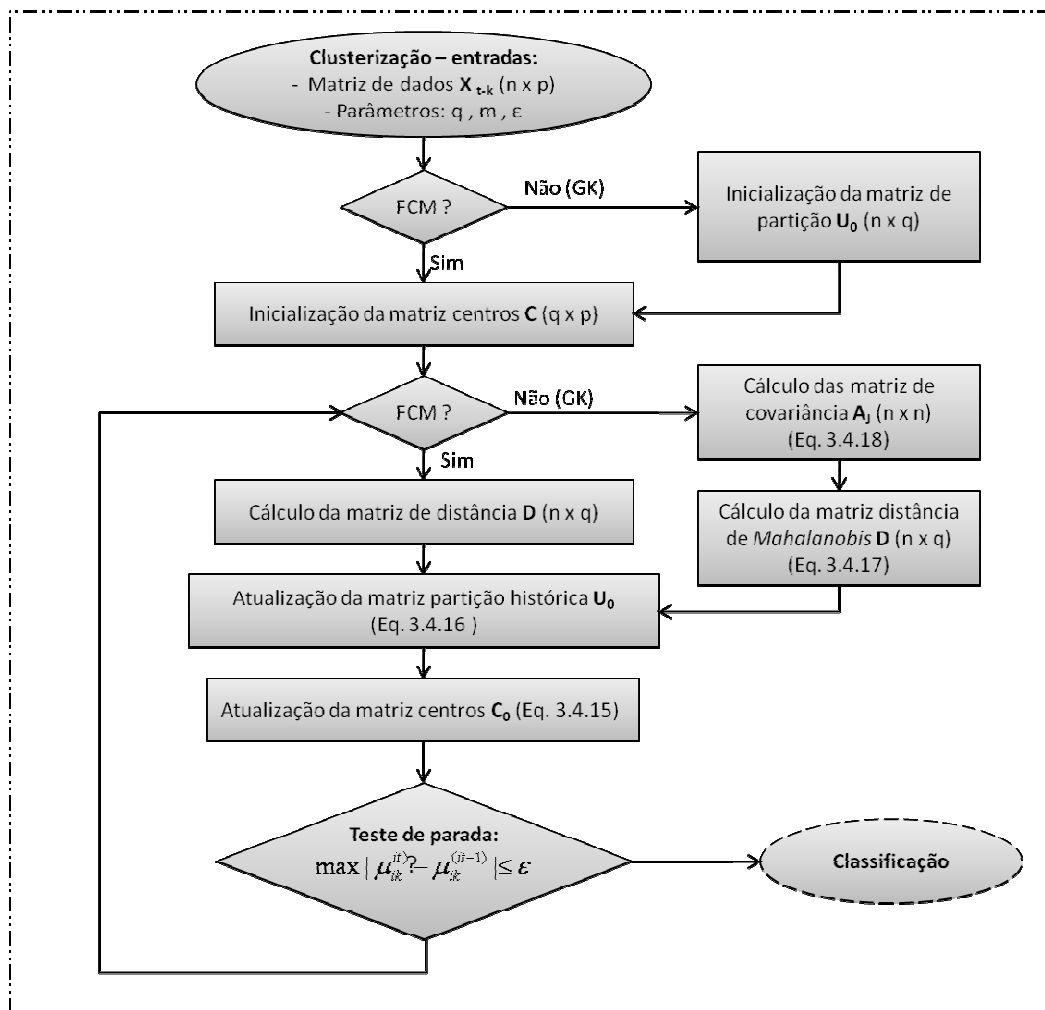 Clusterização – entradas:
- Matriz de dados X t-k (n x p)
- Parâmetros: q , m , ε
FCM ?
Não (GK)
Inicialização da matriz de
partição U0 (n x q)
Sim
Inicialização da matriz centros C (q x p)
FCM ?
Não (GK)
Cálculo das matriz de
covariância AJ (n x n)
(Eq. 3.4.18)
Sim
Cálculo da matriz de distância D (n x q)
Cálculo da matriz distância
de Mahalanobis D (n x q)
(Eq. 3.4.17)
Atualização da matriz partição histórica U0
(Eq. 3.4.16 )
Atualização da matriz centros C0 (Eq. 3.4.15)
Teste de parada:
max | μik^it) ?– μik^(it−1) | ≤ ε
Classificação